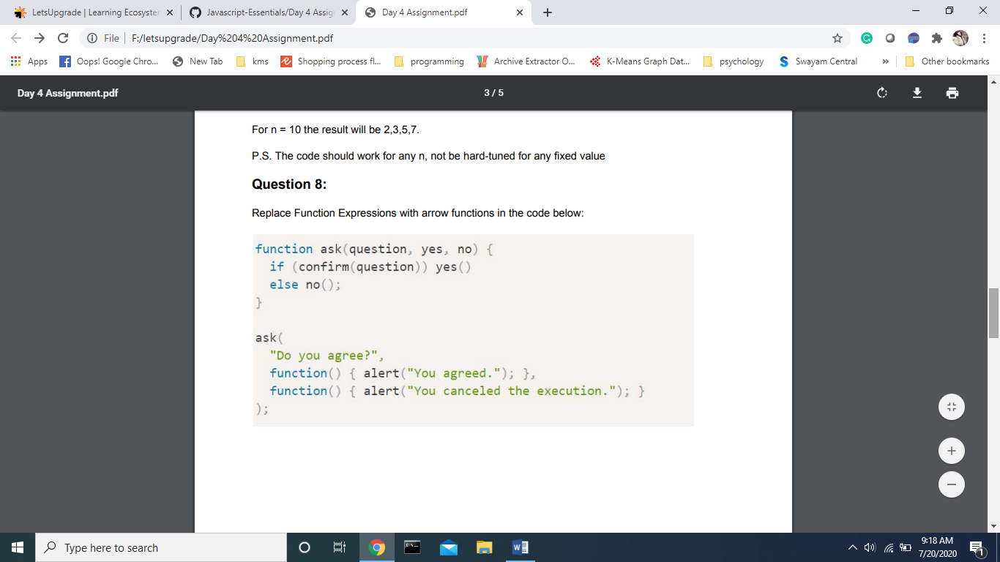 LetsUpgrade | Learning Ecosyster
Javascript-Essentials/Day 4 Assig
Day 4 Assignment.pdf
File
F:/letsupgrade/Day%204%20Assignment.pdf
Apps
Oops! Google Chro...
New Tab
kms
Shopping process fl...
programming
Archive Extractor O...
K-Means Graph Dat...
psychology
Swayam Central
»
Other bookmarks
Day 4 Assignment.pdf
3 / 5
For n = 10 the result will be 2,3,5,7.
P.S. The code should work for any n, not be hard-tuned for any fixed value
Question 8:
Replace Function Expressions with arrow functions in the code below:
function ask(question, yes, no) {
  if (confirm(question)) yes()
  else no();
}
ask(
  "Do you agree?",
  function() { alert("You agreed."); },
  function() { alert("You canceled the execution."); }
);
Type here to search
9:18 AM
7/20/2020
1